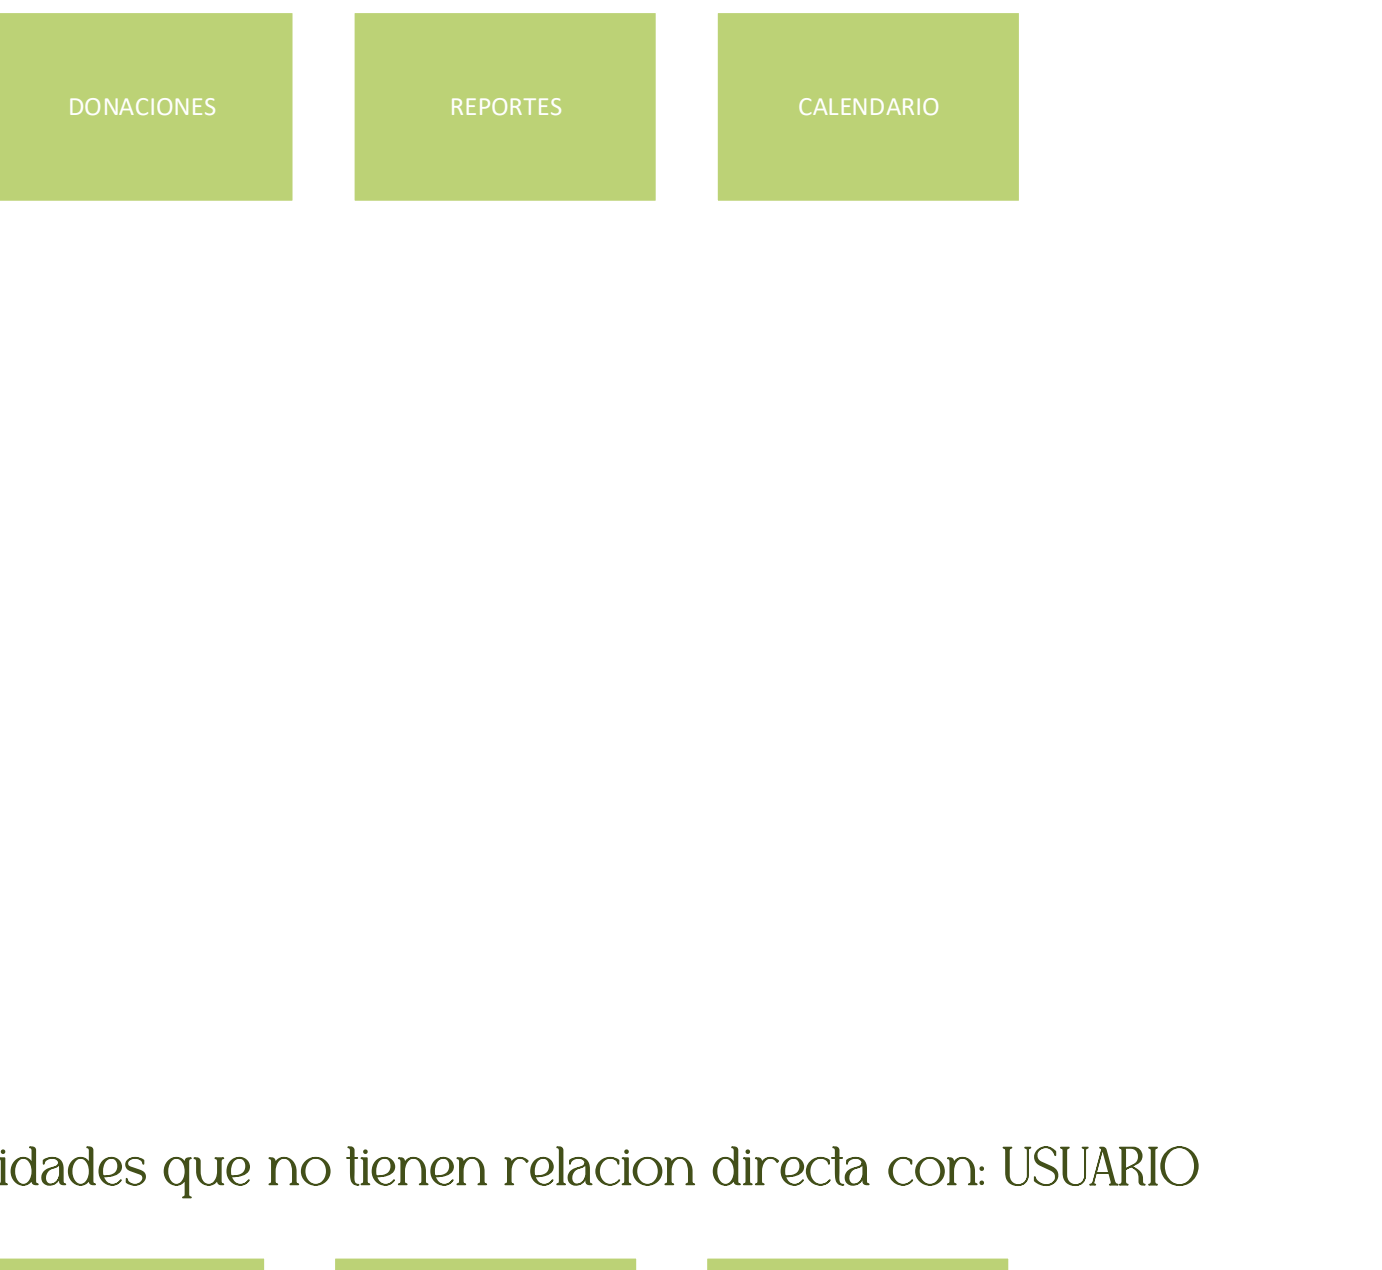 DONACIONES REPORTES CALENDARIO
idades que no tienen relacion directa con: USUARIO